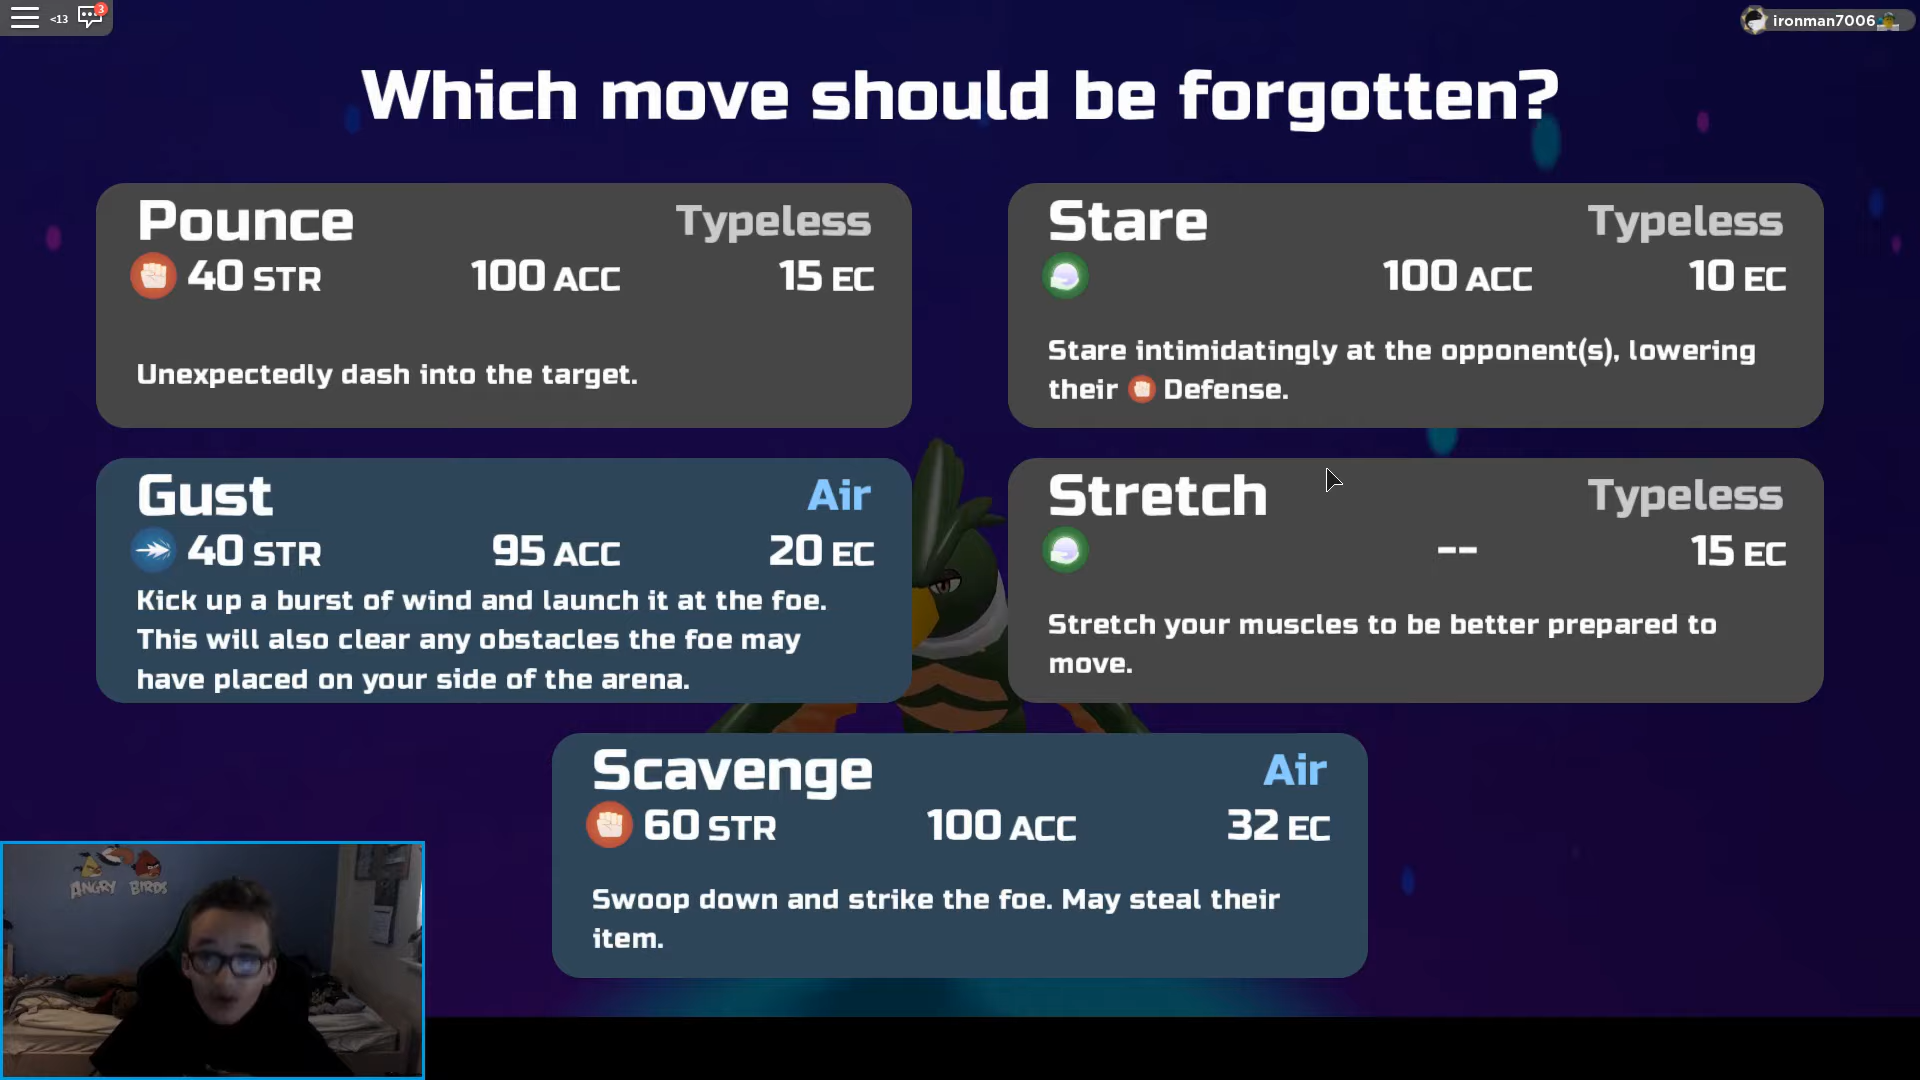 <13
3
ironman7006
Which move should be forgotten?
Pounce Typeless
40 STR 100 ACC 15 EC
Unexpectedly dash into the target.
Stare Typeless
100 ACC 10 EC
Stare intimidatingly at the opponent(s), lowering
their Defense.
Gust Air
40 STR 95 ACC 20 EC
Kick up a burst of wind and launch it at the foe.
This will also clear any obstacles the foe may
have placed on your side of the arena.
Stretch Typeless
-- 15 EC
Stretch your muscles to be better prepared to
move.
Scavenge Air
60 STR 100 ACC 32 EC
Swoop down and strike the foe. May steal their
item.
ANGRY BIRDS